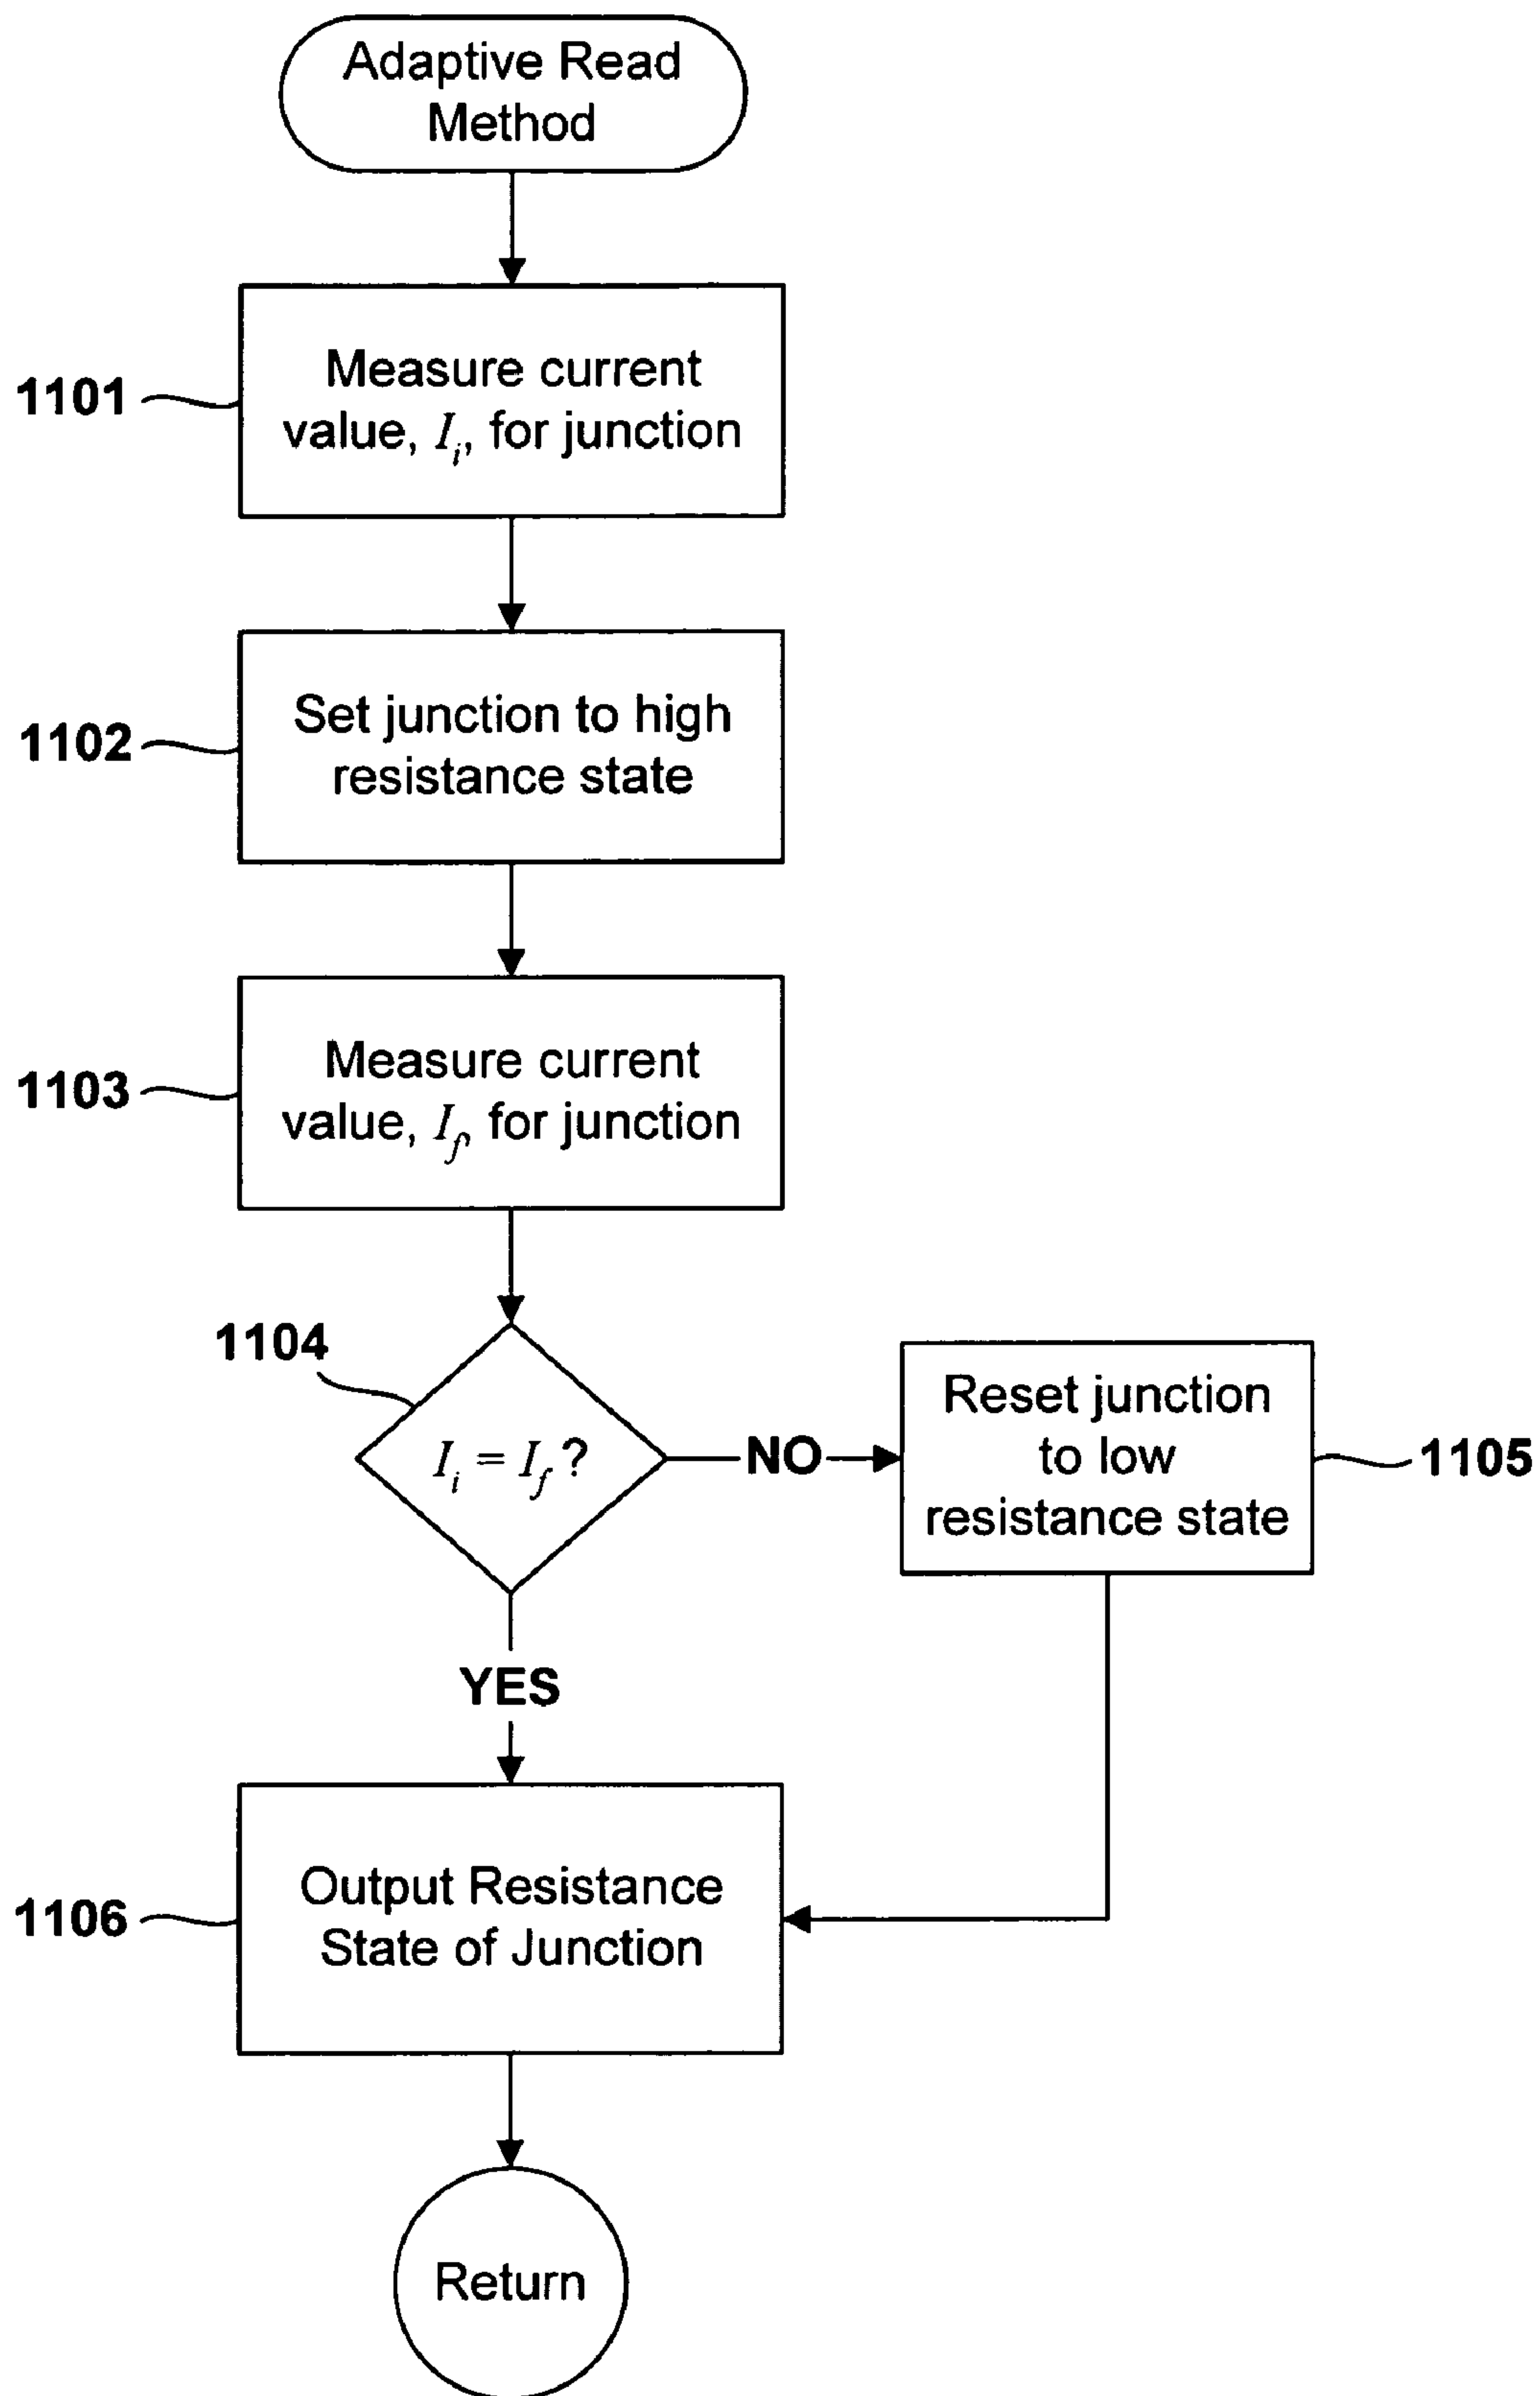 Adaptive Read
Method
1101
Measure current
value, Iᵢ, for junction
1102
Set junction to high
resistance state
1103
Measure current
value, I_f, for junction
1104
Iᵢ = I_f ?
NO
Reset junction
to low
resistance state
1105
YES
1106
Output Resistance
State of Junction
Return